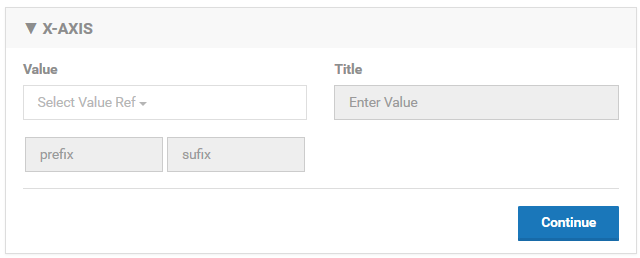 ▼ X-AXIS
Value
Title
Select Value Ref
Enter Value
prefix
sufix
Continue